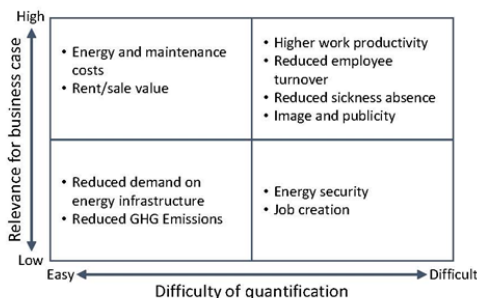 High
Relevance for business case
Low
• Energy and maintenance
costs
• Rent/sale value
• Higher work productivity
• Reduced employee
turnover
• Reduced sickness absence
• Image and publicity
• Reduced demand on
energy infrastructure
• Reduced GHG Emissions
• Energy security
• Job creation
Easy
Difficult
Difficulty of quantification